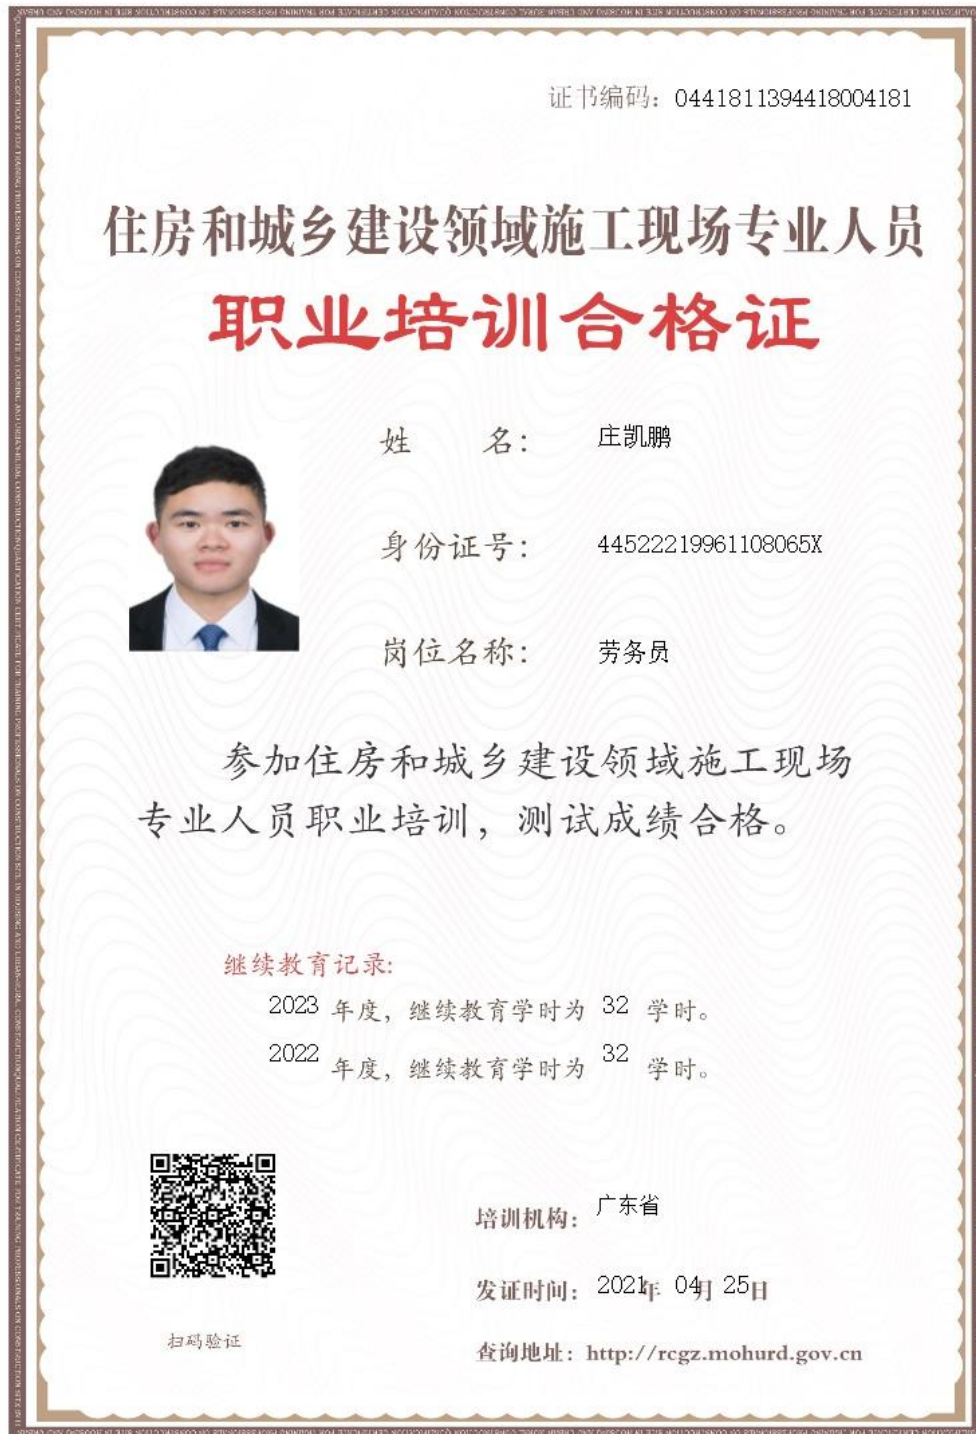 证书编码：0441811394418004181
住房和城乡建设领域施工现场专业人员
职业培训合格证
姓 名： 庄凯鹏
身份证号： 44522219961108065X
岗位名称： 劳务员
参加住房和城乡建设领域施工现场
专业人员职业培训，测试成绩合格。
继续教育记录:
2023 年度，继续教育学时为 32 学时。
2022 年度，继续教育学时为 32 学时。
培训机构： 广东省
发证时间： 2021年 04月 25日
扫码验证
查询地址：http://rcgz.mohurd.gov.cn